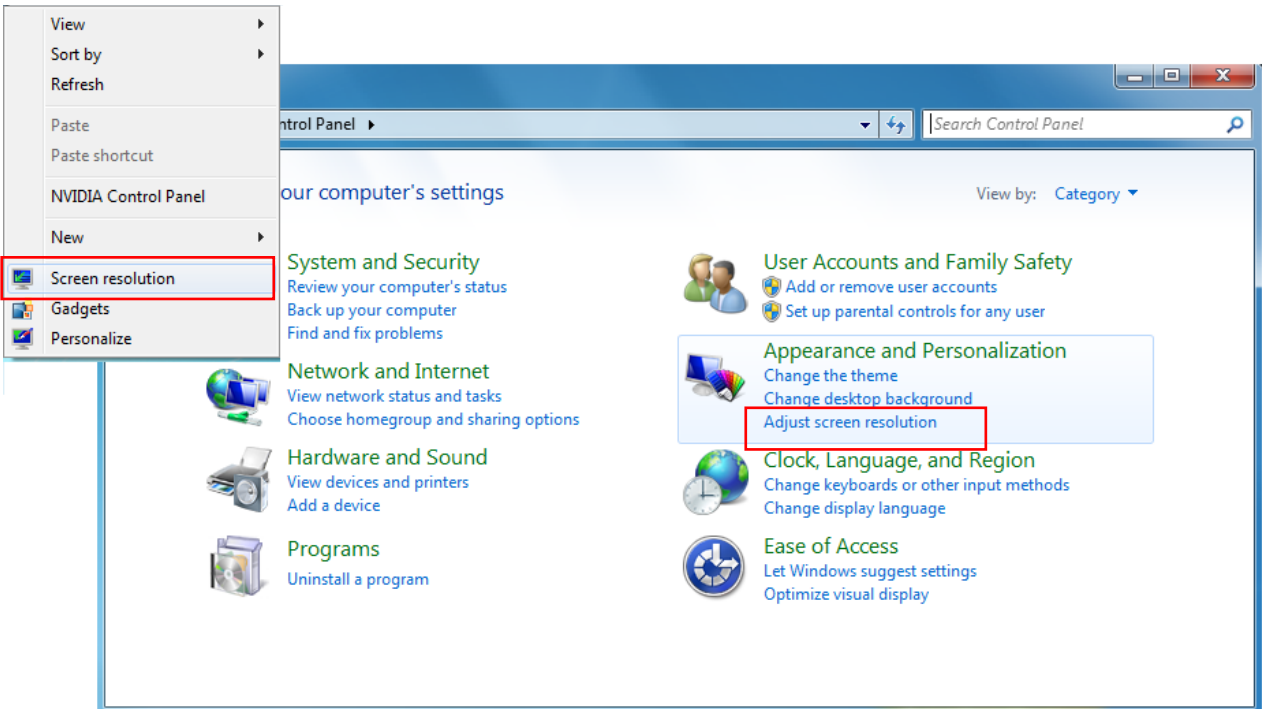 View
Sort by
Refresh
Paste
Paste shortcut
NVIDIA Control Panel
New
Screen resolution
Gadgets
Personalize
ntrol Panel
Search Control Panel
our computer's settings
View by: Category
System and Security
Review your computer's status
Back up your computer
Find and fix problems
Network and Internet
View network status and tasks
Choose homegroup and sharing options
Hardware and Sound
View devices and printers
Add a device
Programs
Uninstall a program
User Accounts and Family Safety
Add or remove user accounts
Set up parental controls for any user
Appearance and Personalization
Change the theme
Change desktop background
Adjust screen resolution
Clock, Language, and Region
Change keyboards or other input methods
Change display language
Ease of Access
Let Windows suggest settings
Optimize visual display